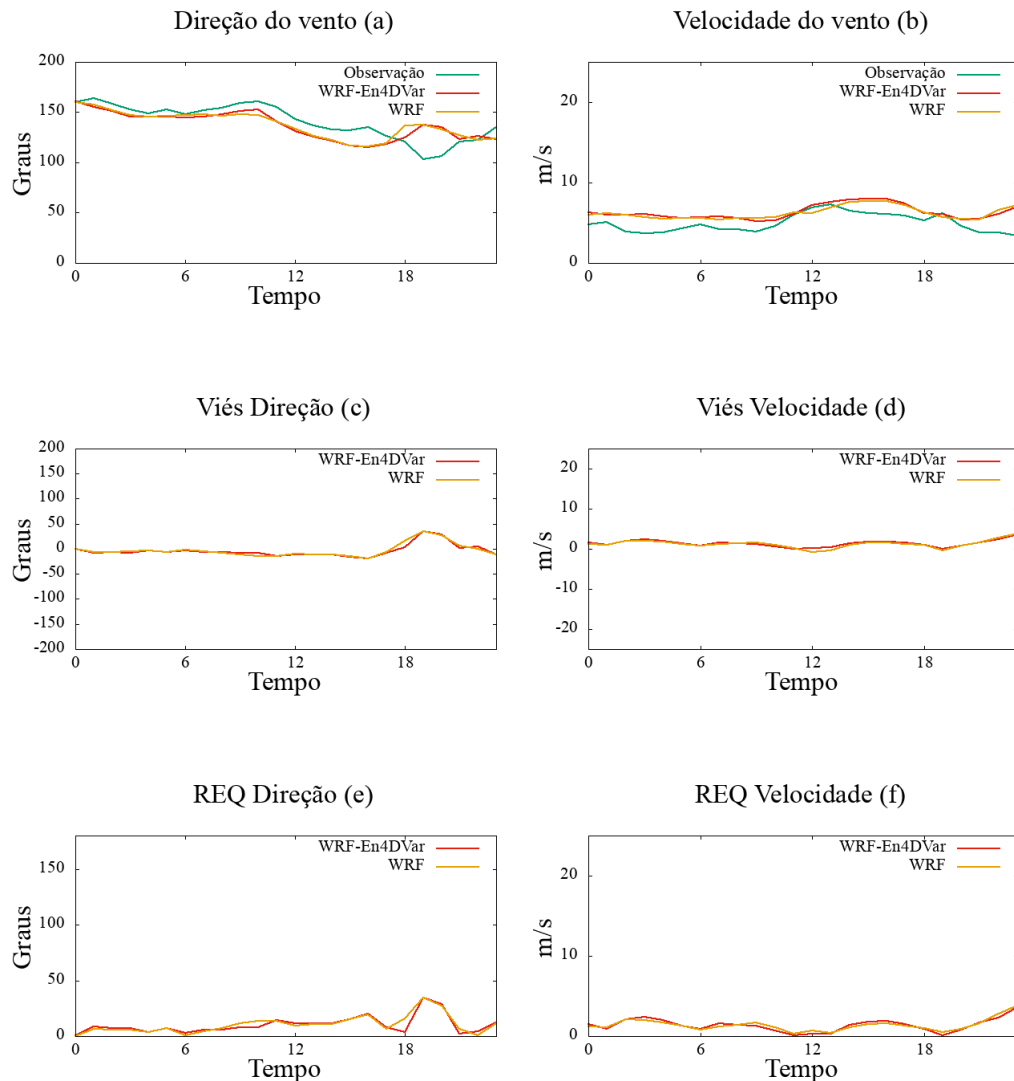 Direção do vento (a)
200
150
100
50
0
Graus
Observação
WRF-En4DVar
WRF
0 6 12 18
Tempo
Velocidade do vento (b)
20
10
0
m/s
Observação
WRF-En4DVar
WRF
0 6 12 18
Tempo
Viés Direção (c)
200
150
100
50
0
-50
-100
-150
-200
Graus
WRF-En4DVar
WRF
0 6 12 18
Tempo
Viés Velocidade (d)
20
10
0
-10
-20
m/s
WRF-En4DVar
WRF
0 6 12 18
Tempo
REQ Direção (e)
150
100
50
0
Graus
WRF-En4DVar
WRF
0 6 12 18
Tempo
REQ Velocidade (f)
20
10
0
m/s
WRF-En4DVar
WRF
0 6 12 18
Tempo